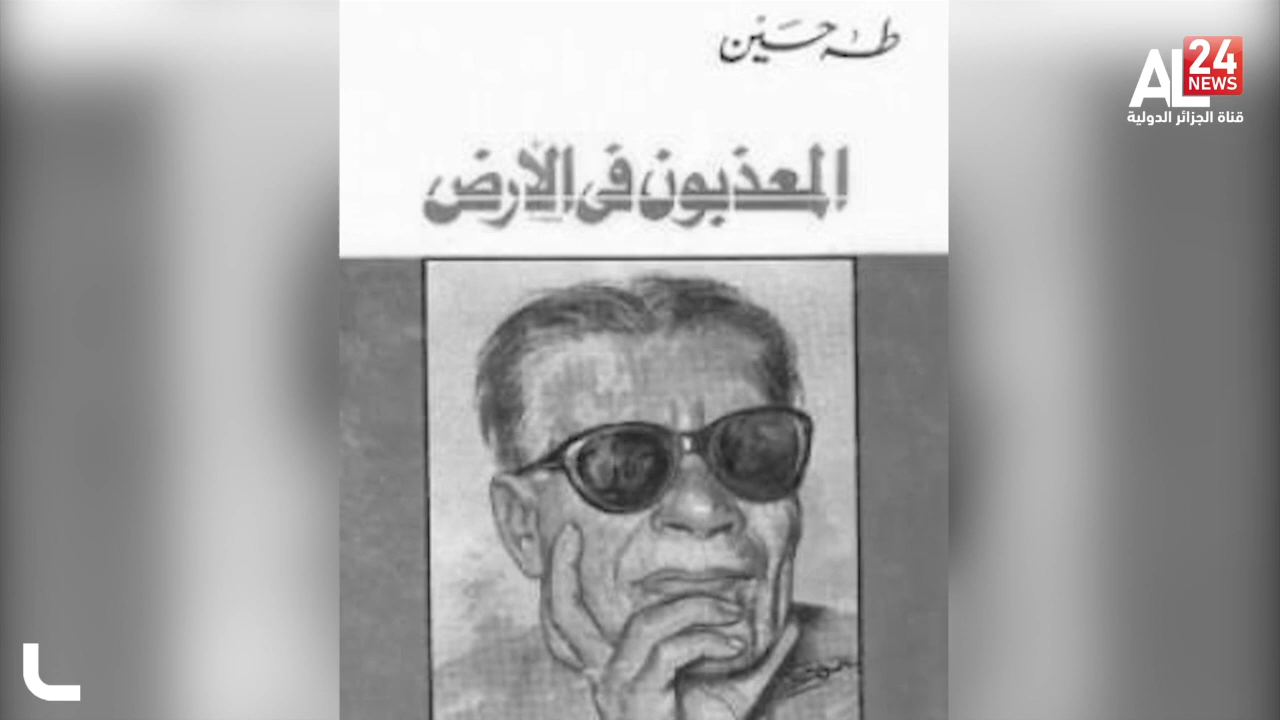 طه حسين
المعذبون فى الأرض
AL
24
NEWS
قناة الجزائر الدولية